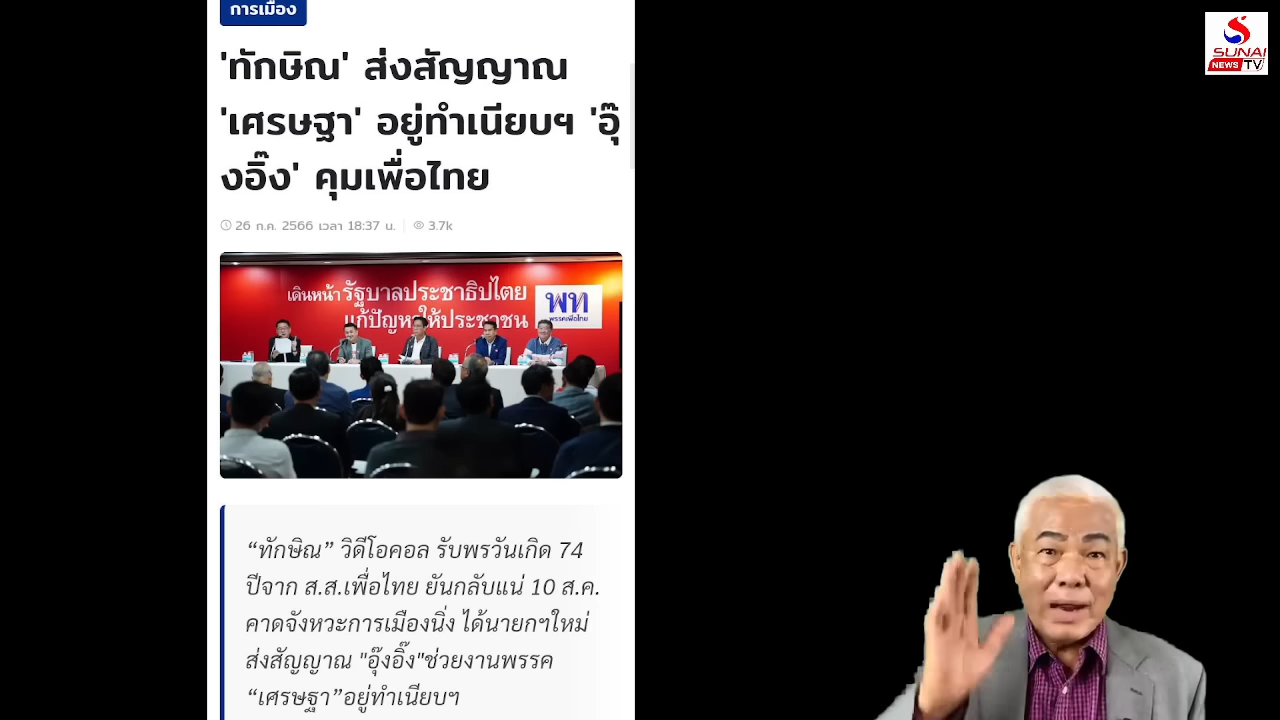 การเมือง
SUNAI
NEWS TV
'ทักษิณ' ส่งสัญญาณ
'เศรษฐา' อยู่ทำเนียบฯ 'อุ๊
งอิ๊ง' คุมเพื่อไทย
26 ก.ค. 2566 เวลา 18:37 น. 3.7k
เดินหน้ารัฐบาลประชาธิปไตย
แก้ปัญหาให้ประชาชน
พท
พรรคเพื่อไทย
“ทักษิณ” วิดีโอคอล รับพรวันเกิด 74
ปีจาก ส.ส.เพื่อไทย ยันกลับแน่ 10 ส.ค.
คาดจังหวะการเมืองนิ่ง ได้นายกฯใหม่
ส่งสัญญาณ "อุ๊งอิ๊ง"ช่วยงานพรรค
“เศรษฐา”อยู่ทำเนียบฯ